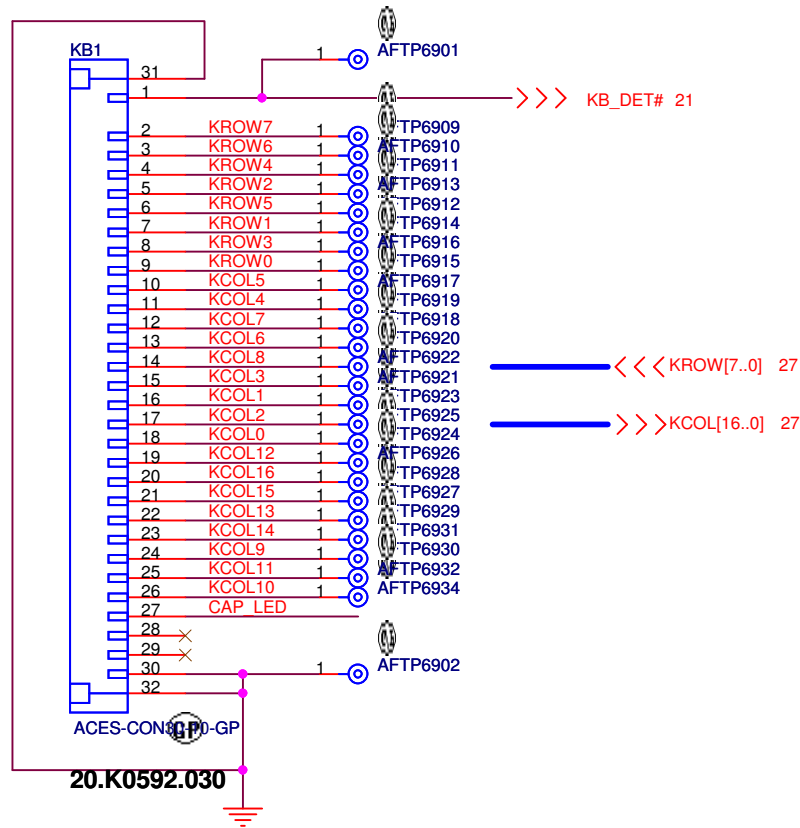 KB1
1 AFTP6901
31
1 KB_DET# 21
2 KROW7 1 TP6909
3 KROW6 1 AFTP6910
4 KROW4 1 TP6911
5 KROW2 1 AFTP6913
6 KROW5 1 TP6912
7 KROW1 1 TP6914
8 KROW3 1 AFTP6916
9 KROW0 1 TP6915
10 KCOL5 1 AFTP6917
11 KCOL4 1 TP6919
12 KCOL7 1 TP6918
13 KCOL6 1 TP6920
14 KCOL8 1 AFTP6922 KROW[7..0] 27
15 KCOL3 1 AFTP6921
16 KCOL1 1 TP6923
17 KCOL2 1 TP6925 KCOL[16..0] 27
18 KCOL0 1 TP6924
19 KCOL12 1 AFTP6926
20 KCOL16 1 TP6928
21 KCOL15 1 TP6927
22 KCOL13 1 TP6929
23 KCOL14 1 TP6931
24 KCOL9 1 TP6930
25 KCOL11 1 AFTP6932
26 KCOL10 1 AFTP6934
27 CAP_LED
28
29
30 1 AFTP6902
32
GP
20.K0592.030